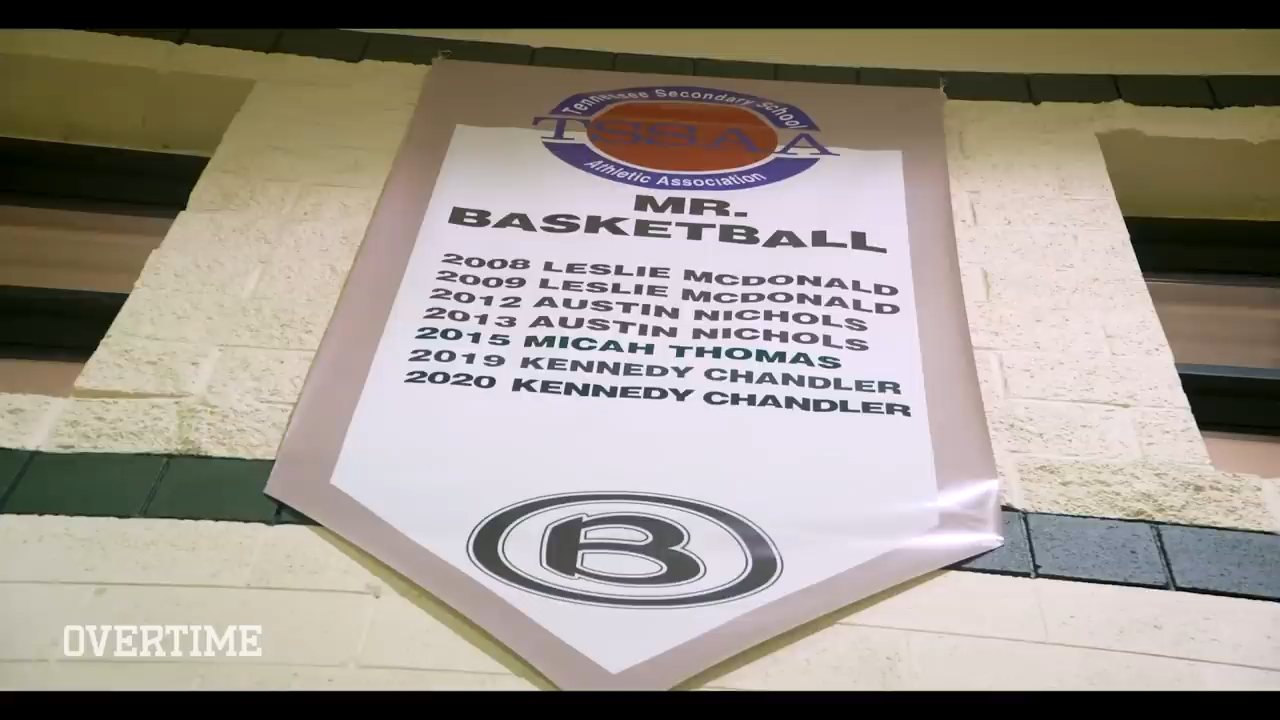 Tennessee Secondary School
TSSAA
Athletic Association
MR.
BASKETBALL
2008 LESLIE MCDONALD
2009 LESLIE MCDONALD
2012 AUSTIN NICHOLS
2013 AUSTIN NICHOLS
2015 MICAH THOMAS
2019 KENNEDY CHANDLER
2020 KENNEDY CHANDLER
B
OVERTIME